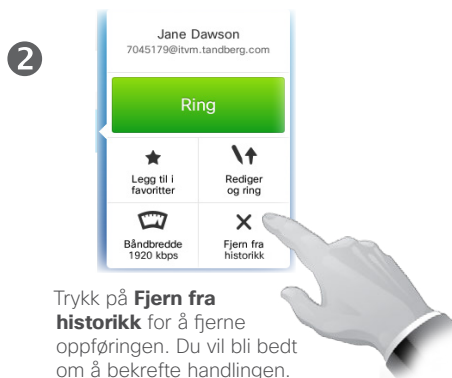 2
Jane Dawson
7045179@itvm.tandberg.com
Ring
Legg til i
favoritter
Rediger
og ring
Båndbredde
1920 kbps
Fjern fra
historikk
Trykk på Fjern fra
historikk for å fjerne
oppføringen. Du vil bli bedt
om å bekrefte handlingen.